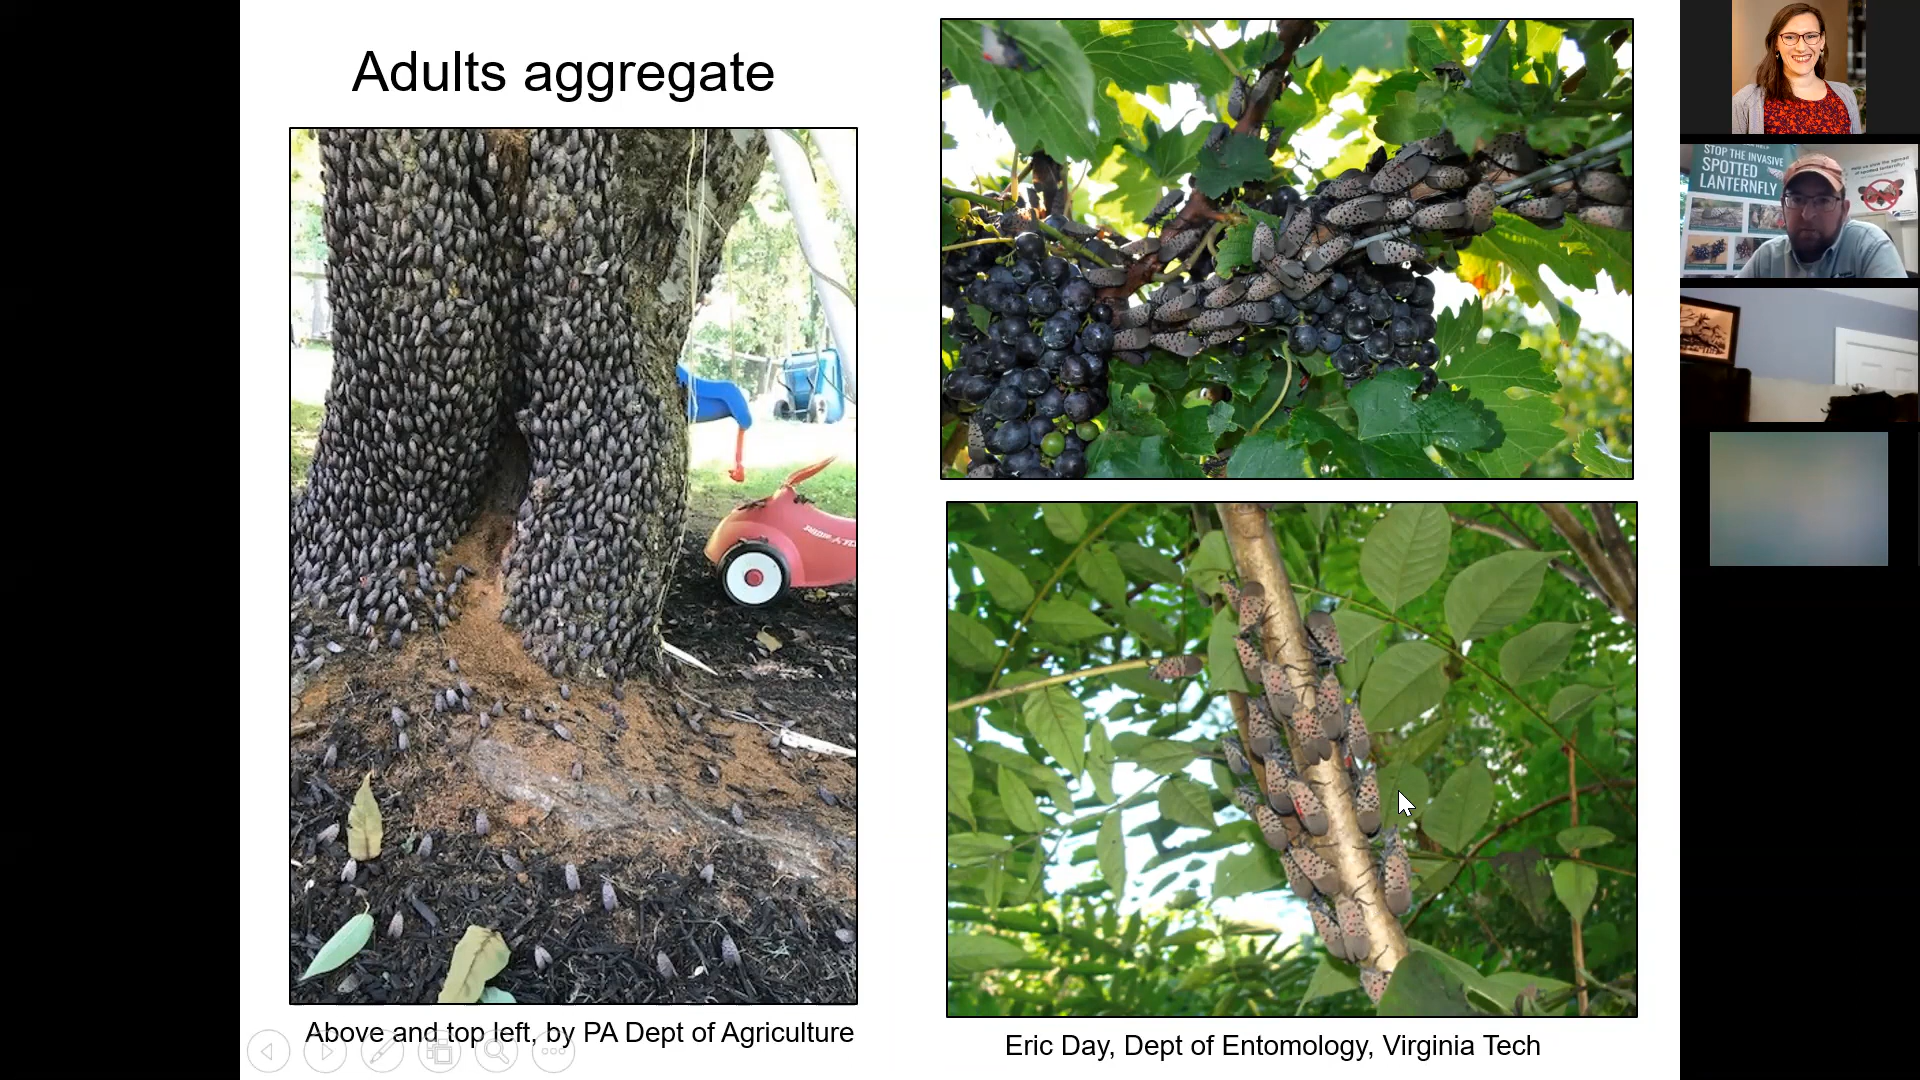 Adults aggregate
Above and top left, by PA Dept of Agriculture
Eric Day, Dept of Entomology, Virginia Tech
STOP THE INVASIVE
SPOTTED
LANTERNFLY